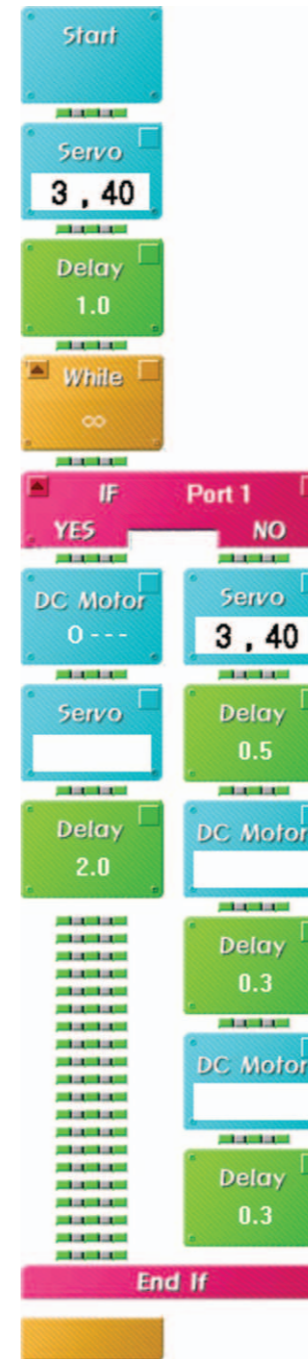 Start
Servo
3 , 40
Delay
1.0
While
∞
IF Port 1
YES NO
DC Motor
0 - - -
Servo
Delay
2.0
Servo
3 , 40
Delay
0.5
DC Motor
Delay
0.3
DC Motor
Delay
0.3
End If